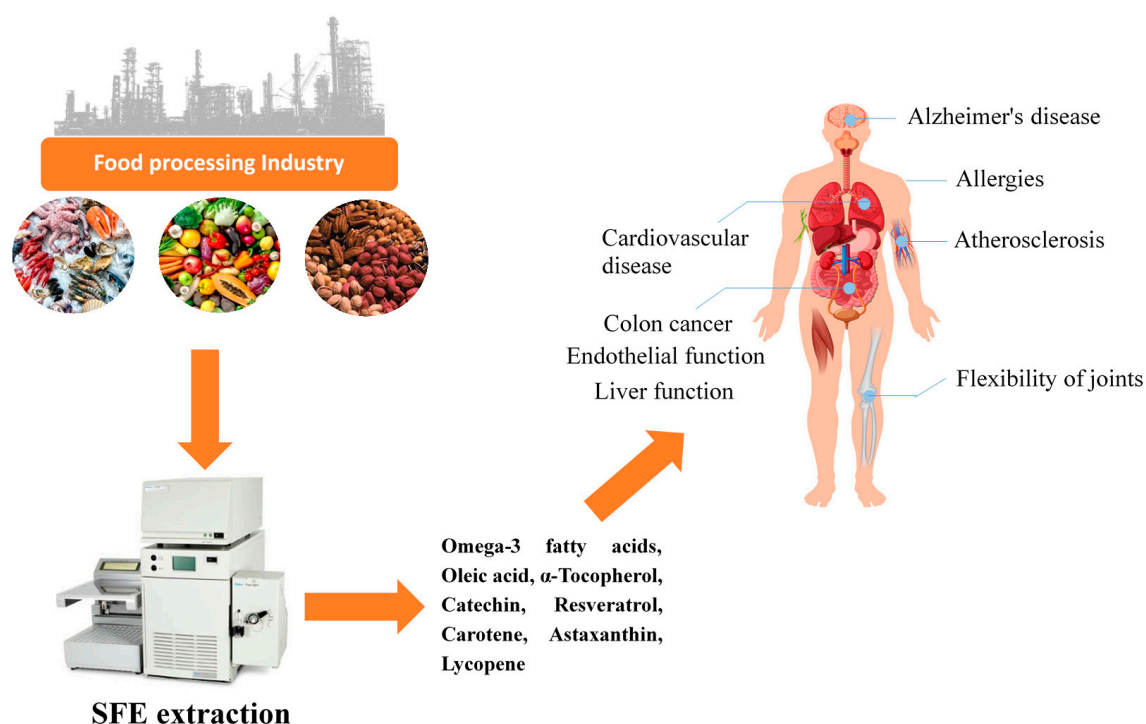 Food processing Industry
SFE extraction
Omega-3 fatty acids,
Oleic acid, α-Tocopherol,
Catechin, Resveratrol,
Carotene, Astaxanthin,
Lycopene
Cardiovascular
disease
Colon cancer
Endothelial function
Liver function
Alzheimer's disease
Allergies
Atherosclerosis
Flexibility of joints